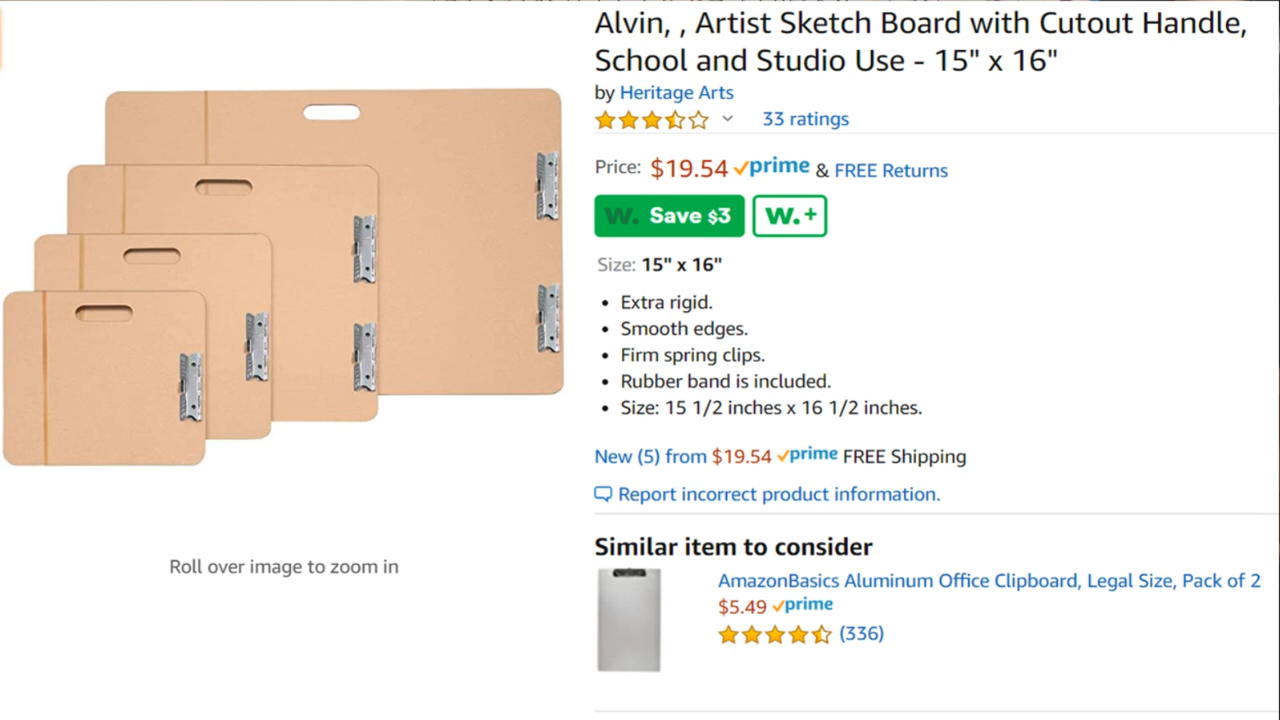 Alvin, , Artist Sketch Board with Cutout Handle,
School and Studio Use - 15" x 16"
by Heritage Arts
33 ratings
Price: $19.54 prime & FREE Returns
W. Save $3 W.+
Size: 15" x 16"
• Extra rigid.
• Smooth edges.
• Firm spring clips.
• Rubber band is included.
• Size: 15 1/2 inches x 16 1/2 inches.
New (5) from $19.54 prime FREE Shipping
Report incorrect product information.
Roll over image to zoom in
Similar item to consider
AmazonBasics Aluminum Office Clipboard, Legal Size, Pack of 2
$5.49 prime
(336)